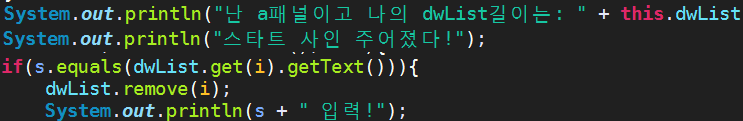 System.out.println("난 a패널이고 나의 dwList길이는: " + this.dwList
System.out.println("스타트 사인 주어졌다!");
if(s.equals(dwList.get(i).getText())){
dwList.remove(i);
System.out.println(s + " 입력!");